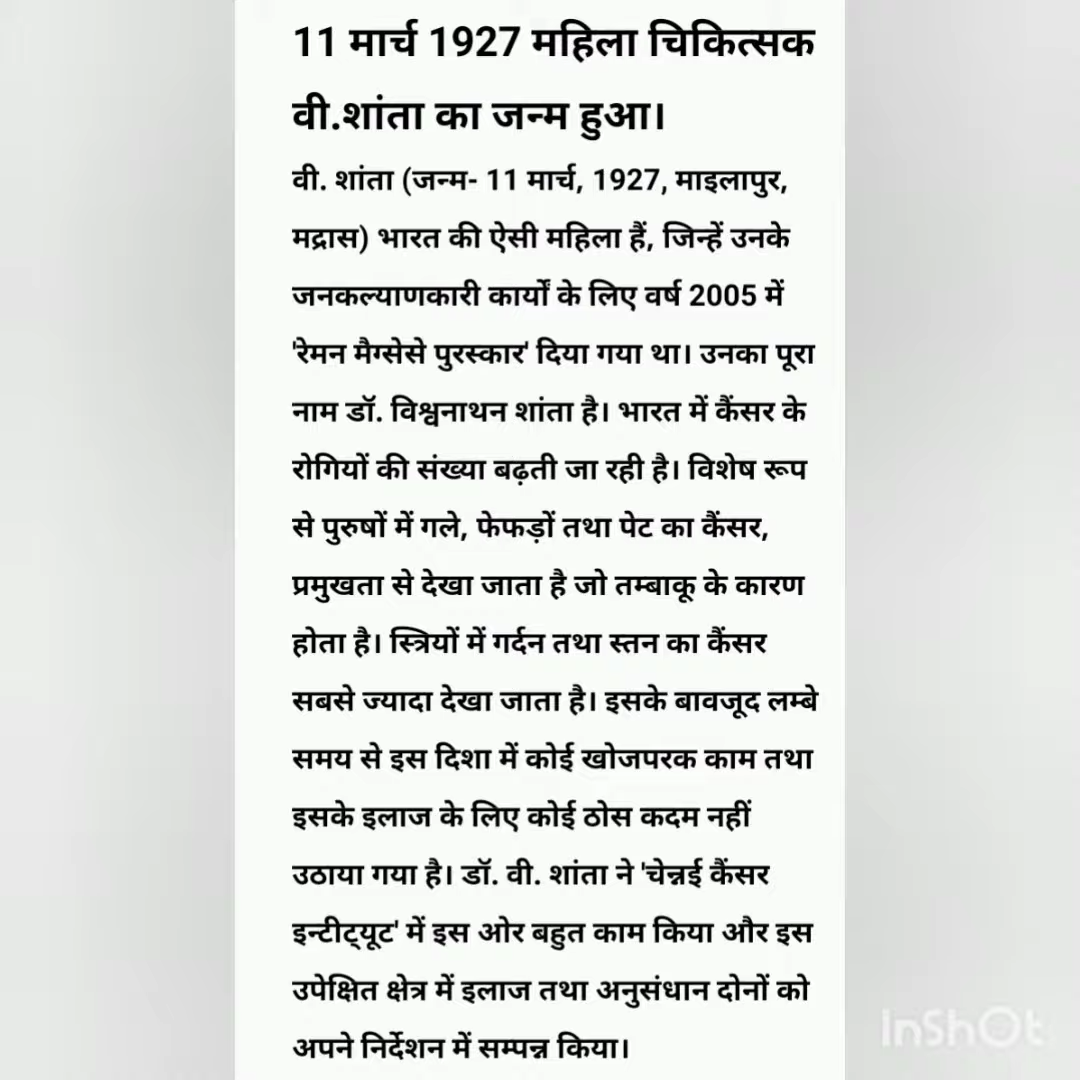 11 मार्च 1927 महिला चिकित्सक
वी.शांता का जन्म हुआ।
वी. शांता (जन्म- 11 मार्च, 1927, माइलापुर,
मद्रास) भारत की ऐसी महिला हैं, जिन्हें उनके
जनकल्याणकारी कार्यों के लिए वर्ष 2005 में
'रेमन मैग्सेसे पुरस्कार' दिया गया था। उनका पूरा
नाम डॉ. विश्वनाथन शांता है। भारत में कैंसर के
रोगियों की संख्या बढ़ती जा रही है। विशेष रूप
से पुरुषों में गले, फेफड़ों तथा पेट का कैंसर,
प्रमुखता से देखा जाता है जो तम्बाकू के कारण
होता है। स्त्रियों में गर्दन तथा स्तन का कैंसर
सबसे ज्यादा देखा जाता है। इसके बावजूद लम्बे
समय से इस दिशा में कोई खोजपरक काम तथा
इसके इलाज के लिए कोई ठोस कदम नहीं
उठाया गया है। डॉ. वी. शांता ने 'चेन्नई कैंसर
इन्टीट्यूट' में इस ओर बहुत काम किया और इस
उपेक्षित क्षेत्र में इलाज तथा अनुसंधान दोनों को
अपने निर्देशन में सम्पन्न किया।
InShOt